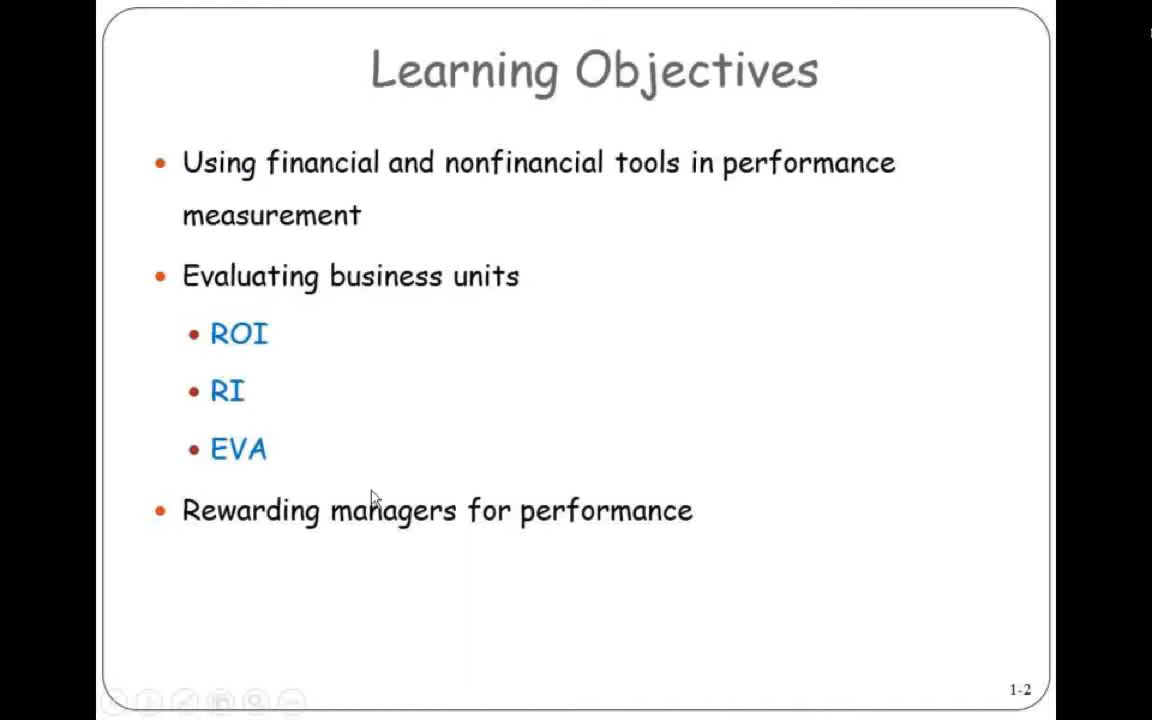 Learning Objectives
• Using financial and nonfinancial tools in performance
measurement
• Evaluating business units
• ROI
• RI
• EVA
• Rewarding managers for performance
1-2